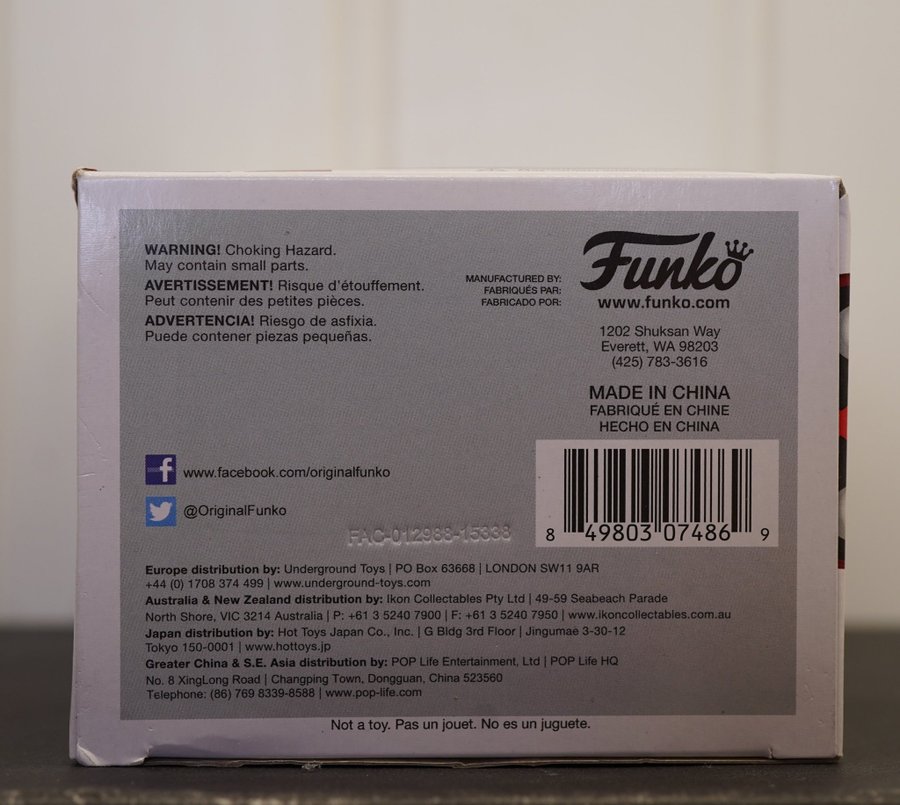 WARNING! Choking Hazard.
May contain small parts.
AVERTISSEMENT! Risque d'étouffement.
Peut contenir des petites pièces.
ADVERTENCIA! Riesgo de asfixia.
Puede contener piezas pequeñas.
MANUFACTURED BY:
FABRIQUÉS PAR:
FABRICADO POR:
Funko
www.funko.com
1202 Shuksan Way
Everett, WA 98203
(425) 783-3616
MADE IN CHINA
FABRIQUÉ EN CHINE
HECHO EN CHINA
f www.facebook.com/originalfunko
@OriginalFunko
FAC-012988-15338
8 49803 07486 9
Europe distribution by: Underground Toys | PO Box 63668 | LONDON SW11 9AR
+44 (0) 1708 374 499 | www.underground-toys.com
Australia & New Zealand distribution by: Ikon Collectables Pty Ltd | 49-59 Seabeach Parade
North Shore, VIC 3214 Australia | P: +61 3 5240 7900 | F: +61 3 5240 7950 | www.ikoncollectables.com.au
Japan distribution by: Hot Toys Japan Co., Inc. | G Bldg 3rd Floor | Jingumae 3-30-12
Tokyo 150-0001 | www.hottoys.jp
Greater China & S.E. Asia distribution by: POP Life Entertainment, Ltd | POP Life HQ
No. 8 XingLong Road | Changping Town, Dongguan, China 523560
Telephone: (86) 769 8339-8588 | www.pop-life.com
Not a toy. Pas un jouet. No es un juguete.